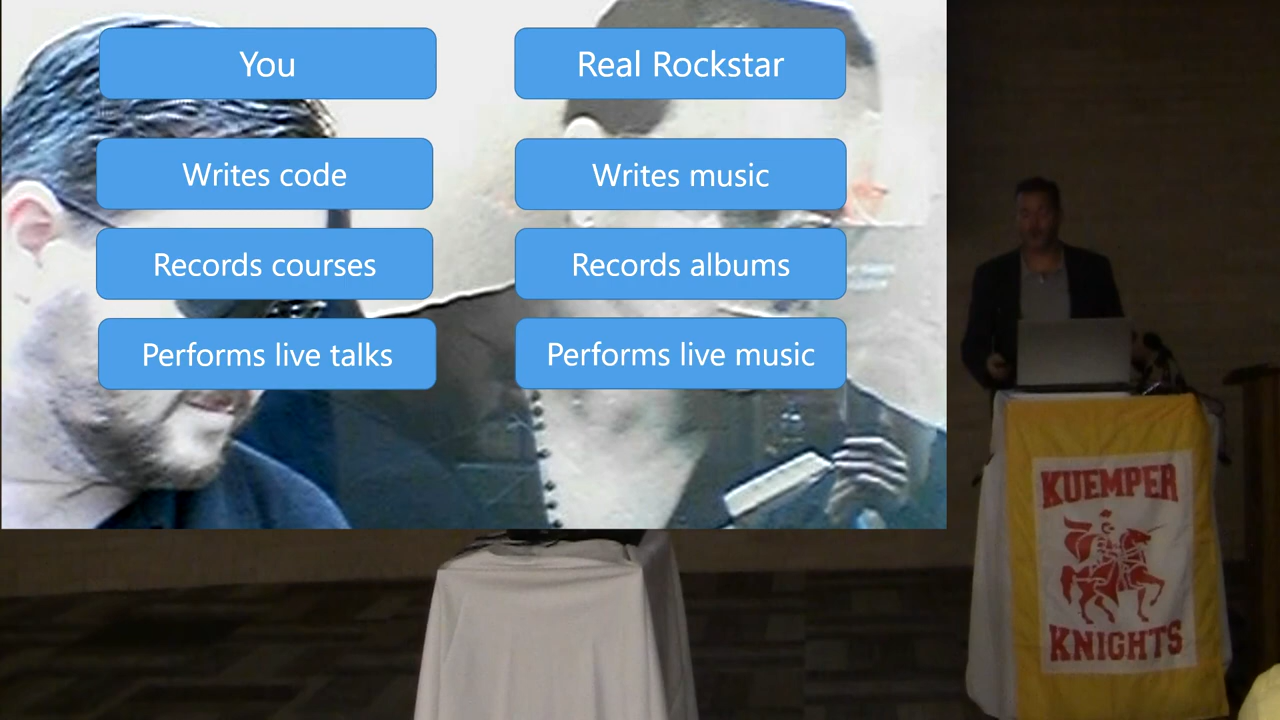 You
Real Rockstar
Writes code
Writes music
Records courses
Records albums
Performs live talks
Performs live music
KUEMPER
KNIGHTS